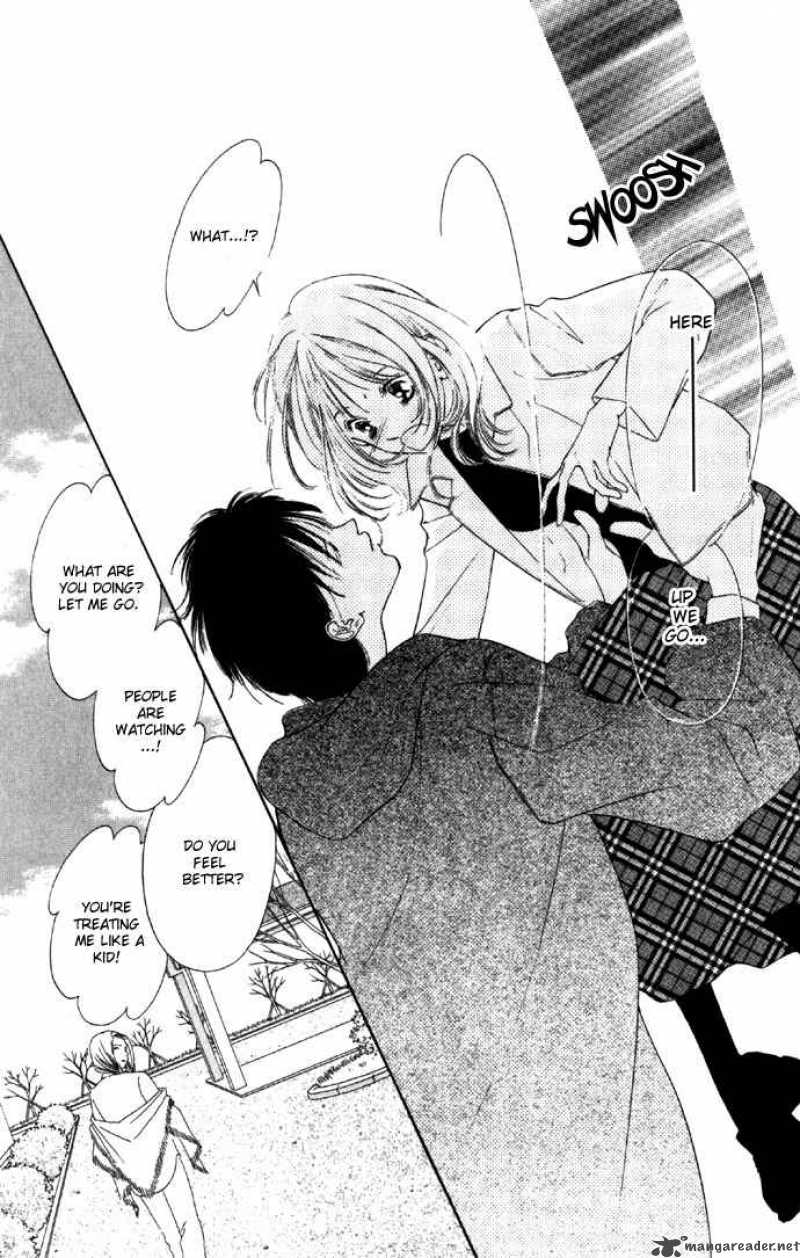 SWOOSH
HERE
UP
WE
GO...
WHAT...!?
WHAT ARE
YOU DOING?
LET ME GO.
PEOPLE
ARE
WATCHING
...!
DO YOU
FEEL
BETTER?
YOU'RE
TREATING
ME LIKE A
KID!
mangareader.net